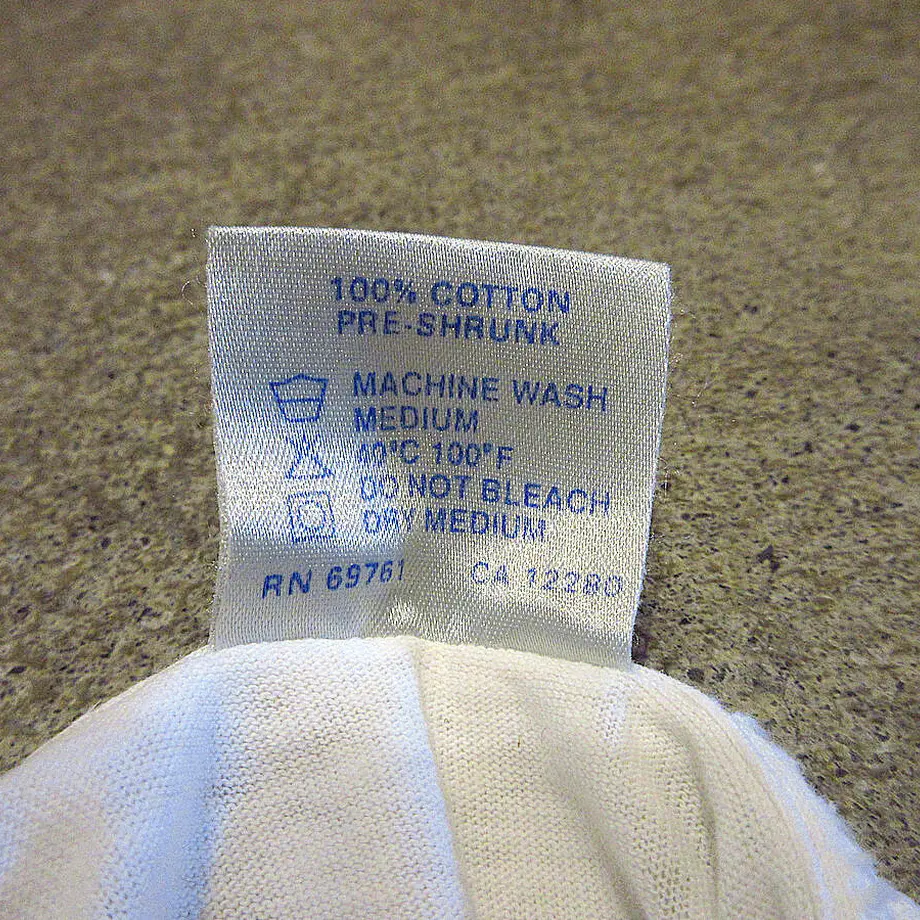 100% COTTON
PRE-SHRUNK
MACHINE WASH
MEDIUM
40°C 100°F
DO NOT BLEACH
DRY MEDIUM
RN 69761 CA 12280